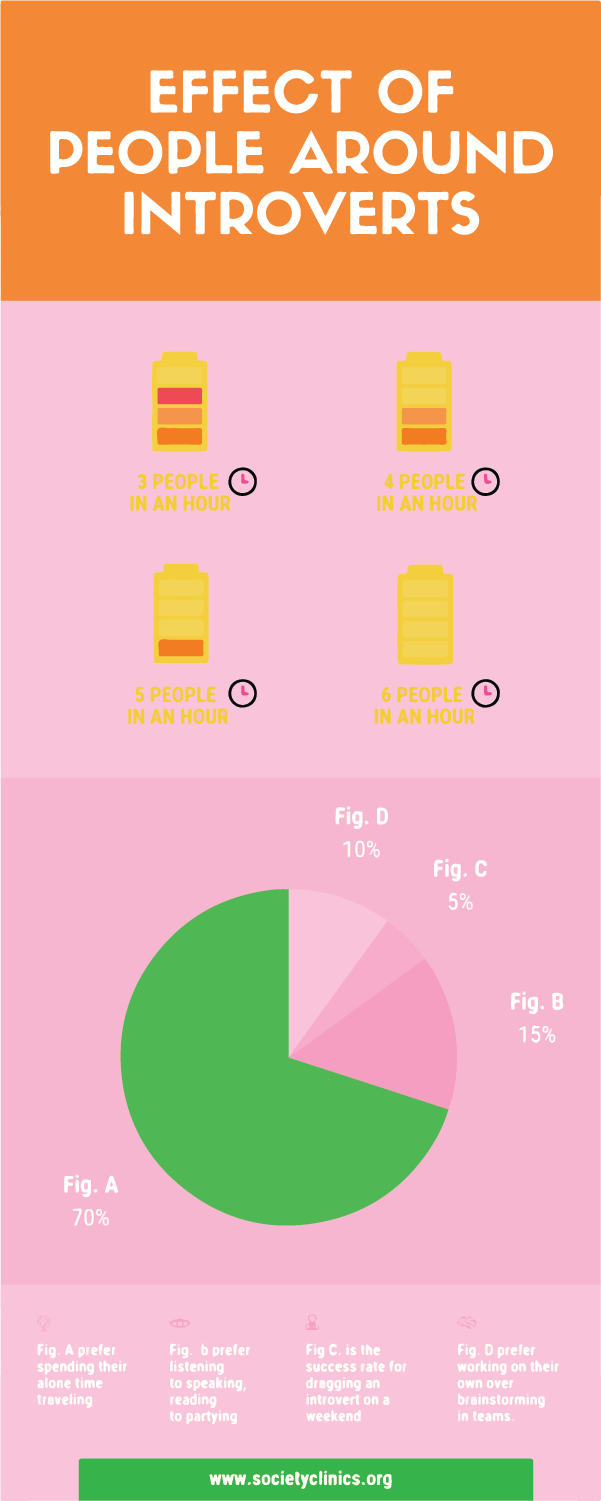 EFFECT OF
PEOPLE AROUND
INTROVERTS
3 PEOPLE
IN AN HOUR
4 PEOPLE
IN AN HOUR
5 PEOPLE
IN AN HOUR
6 PEOPLE
IN AN HOUR
Fig. D
10%
Fig. C
5%
Fig. B
15%
Fig. A
70%
Fig. A prefer
spending their
alone time
traveling
Fig. b prefer
listening
to speaking,
reading
to partying
Fig C. is the
success rate for
dragging an
introvert on a
weekend
Fig. D prefer
working on their
own over
brainstorming
in teams.
www.societyclinics.org